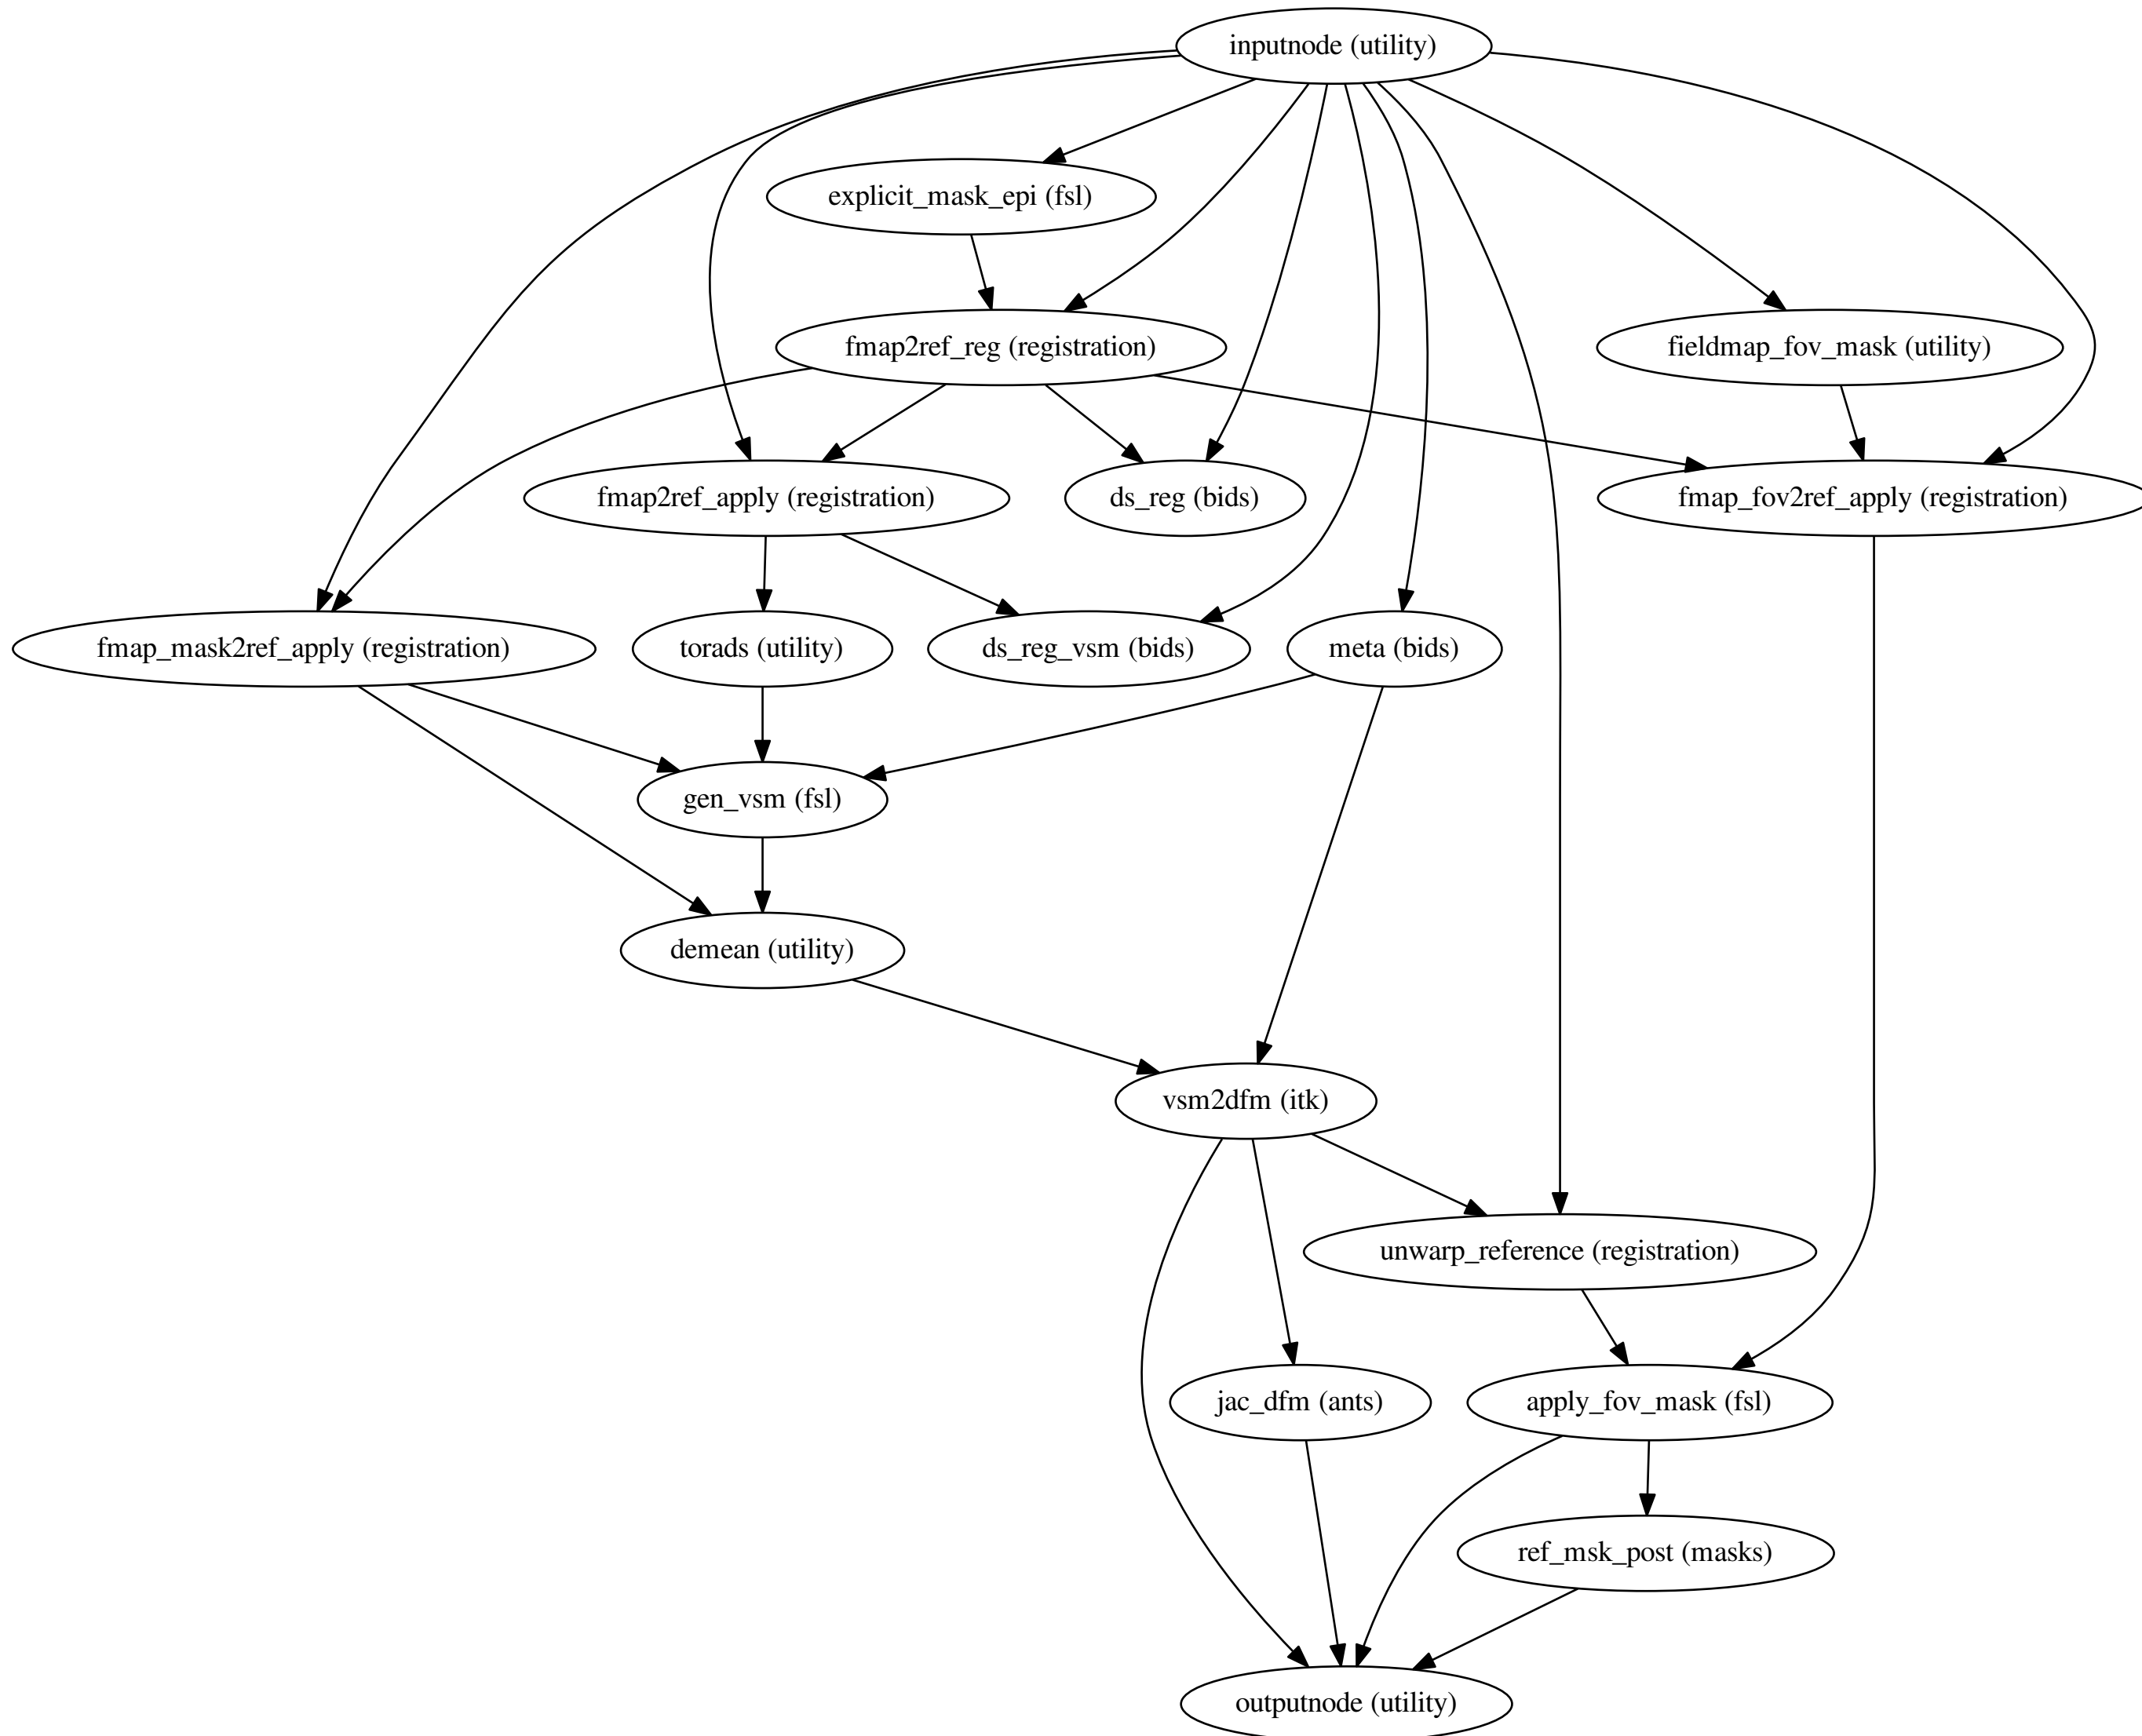 inputnode (utility)
explicit_mask_epi (fsl)
fmap2ref_reg (registration)
fieldmap_fov_mask (utility)
fmap2ref_apply (registration)
ds_reg (bids)
fmap_fov2ref_apply (registration)
fmap_mask2ref_apply (registration)
torads (utility)
ds_reg_vsm (bids)
meta (bids)
gen_vsm (fsl)
demean (utility)
vsm2dfm (itk)
unwarp_reference (registration)
jac_dfm (ants)
apply_fov_mask (fsl)
ref_msk_post (masks)
outputnode (utility)